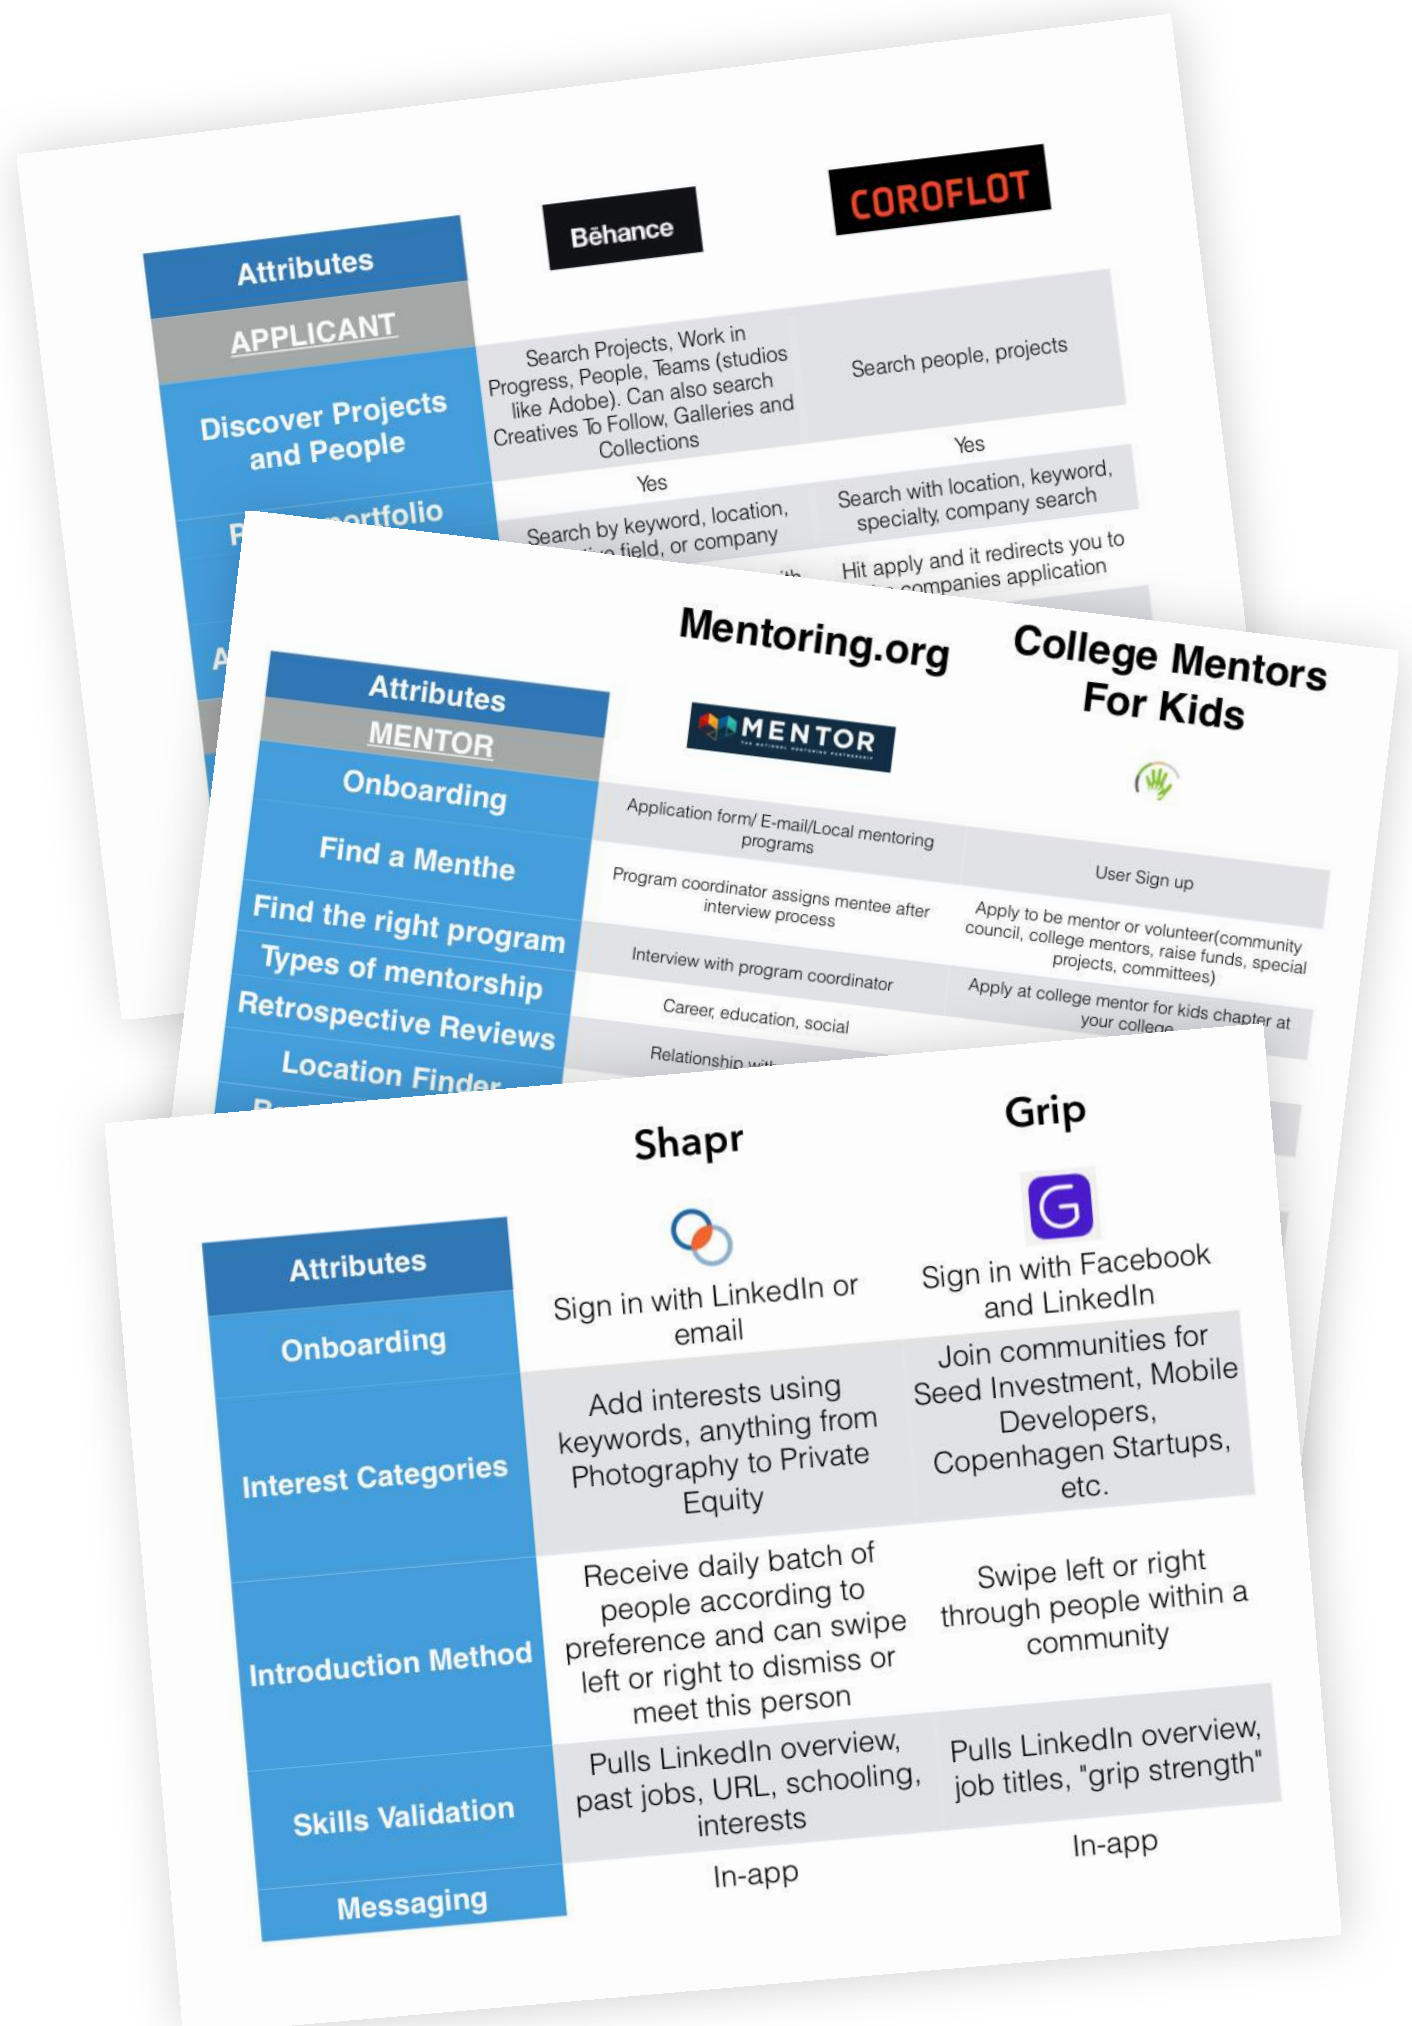 Bēhance
COROFLOT
Attributes
APPLICANT
Discover Projects
and People
Search Projects, Work in
Progress, People, Teams (studios
like Adobe). Can also search
Creatives To Follow, Galleries and
Collections
Search people, projects
Yes
Yes
Search by keyword, location,
field, or company
Search with location, keyword,
specialty, company search
Hit apply and it redirects you to
companies application
Mentoring.org
College Mentors
For Kids
MENTOR
THE NATIONAL MENTORING PARTNERSHIP
Attributes
MENTOR
Onboarding
Application form/ E-mail/Local mentoring
programs
User Sign up
Find a Menthe
Program coordinator assigns mentee after
interview process
Apply to be mentor or volunteer(community
council, college mentors, raise funds, special
projects, committees)
Find the right program
Interview with program coordinator
Apply at college mentor for kids chapter at
your college
Types of mentorship
Career, education, social
Retrospective Reviews
Relationship
Location Finder
Shapr
Grip
G
Attributes
Onboarding
Sign in with LinkedIn or
email
Sign in with Facebook
and LinkedIn
Interest Categories
Add interests using
keywords, anything from
Photography to Private
Equity
Join communities for
Seed Investment, Mobile
Developers,
Copenhagen Startups,
etc.
Introduction Method
Receive daily batch of
people according to
preference and can swipe
left or right to dismiss or
meet this person
Swipe left or right
through people within a
community
Skills Validation
Pulls LinkedIn overview,
past jobs, URL, schooling,
interests
Pulls LinkedIn overview,
job titles, "grip strength"
Messaging
In-app
In-app